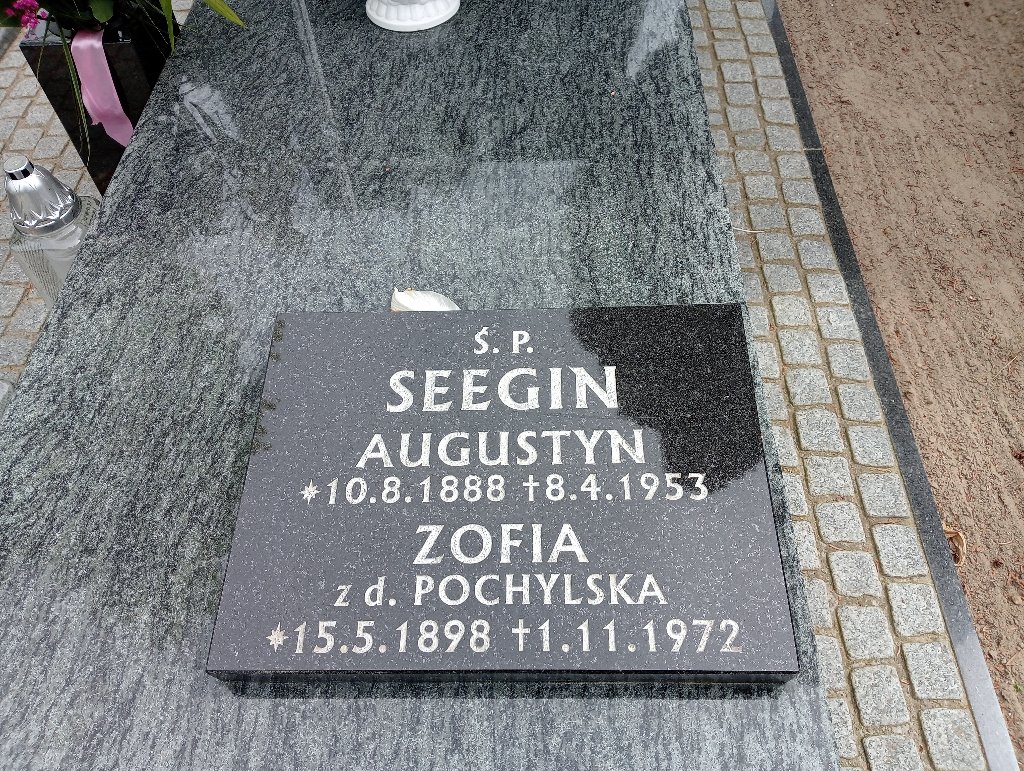 Ś. P.
SEEGIN
AUGUSTYN
*10.8.1888 †8.4.1953
ZOFIA
z d. POCHYLSKA
*15.5.1898 †1.11.1972